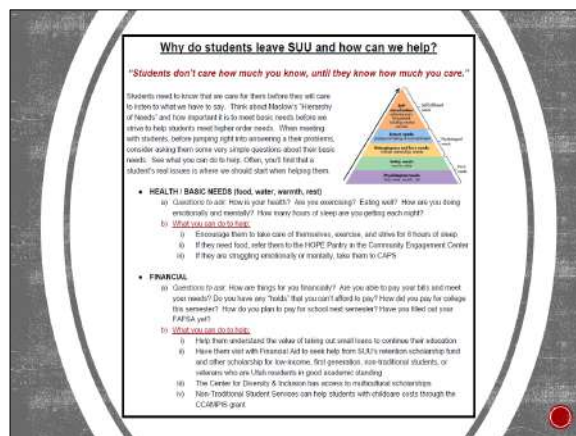 Why do students leave SUU and how can we help?
"Students don't care how much you know, until they know how much you care."
Students need to know that we care for them before they will care
to listen to what we have to say. Think about Maslow's "Hierarchy
of Needs" and how important it is to meet basic needs before we
strive to help students meet higher order needs. When meeting
with students, before jumping right into answering a their problems,
consider asking them some very simple questions about their basic
needs. See what you can do to help. Often, you'll find that a
student's real issues is where we should start when helping them.
Self-
actualization
Esteem needs
Belongingness and love needs
Safety needs
Physiological needs
● HEALTH / BASIC NEEDS (food, water, warmth, rest)
a) Questions to ask: How is your health? Are you exercising? Eating well? How are you doing
emotionally and mentally? How many hours of sleep are you getting each night?
b) What you can do to help:
i) Encourage them to take care of themselves, exercise, and strive for 8 hours of sleep
ii) If they need food, refer them to the HOPE Pantry in the Community Engagement Center
iii) If they are struggling emotionally or mentally, take them to CAPS
● FINANCIAL
a) Questions to ask: How are things for you financially? Are you able to pay your bills and meet
your needs? Do you have any "holds" that you can't afford to pay? How did you pay for college
this semester? How do you plan to pay for school next semester? Have you filled out your
FAFSA yet?
b) What you can do to help:
i) Help them understand the value of taking out small loans to continue their education
ii) Have them visit with Financial Aid to seek help from SUU's retention scholarship fund
and other scholarship for low-income, first-generation, non-traditional students, or
veterans who are Utah residents in good academic standing
iii) The Center for Diversity & Inclusion has access to multicultural scholarships
iv) Non-Traditional Student Services can help students with childcare costs through the
CCAMPIS grant